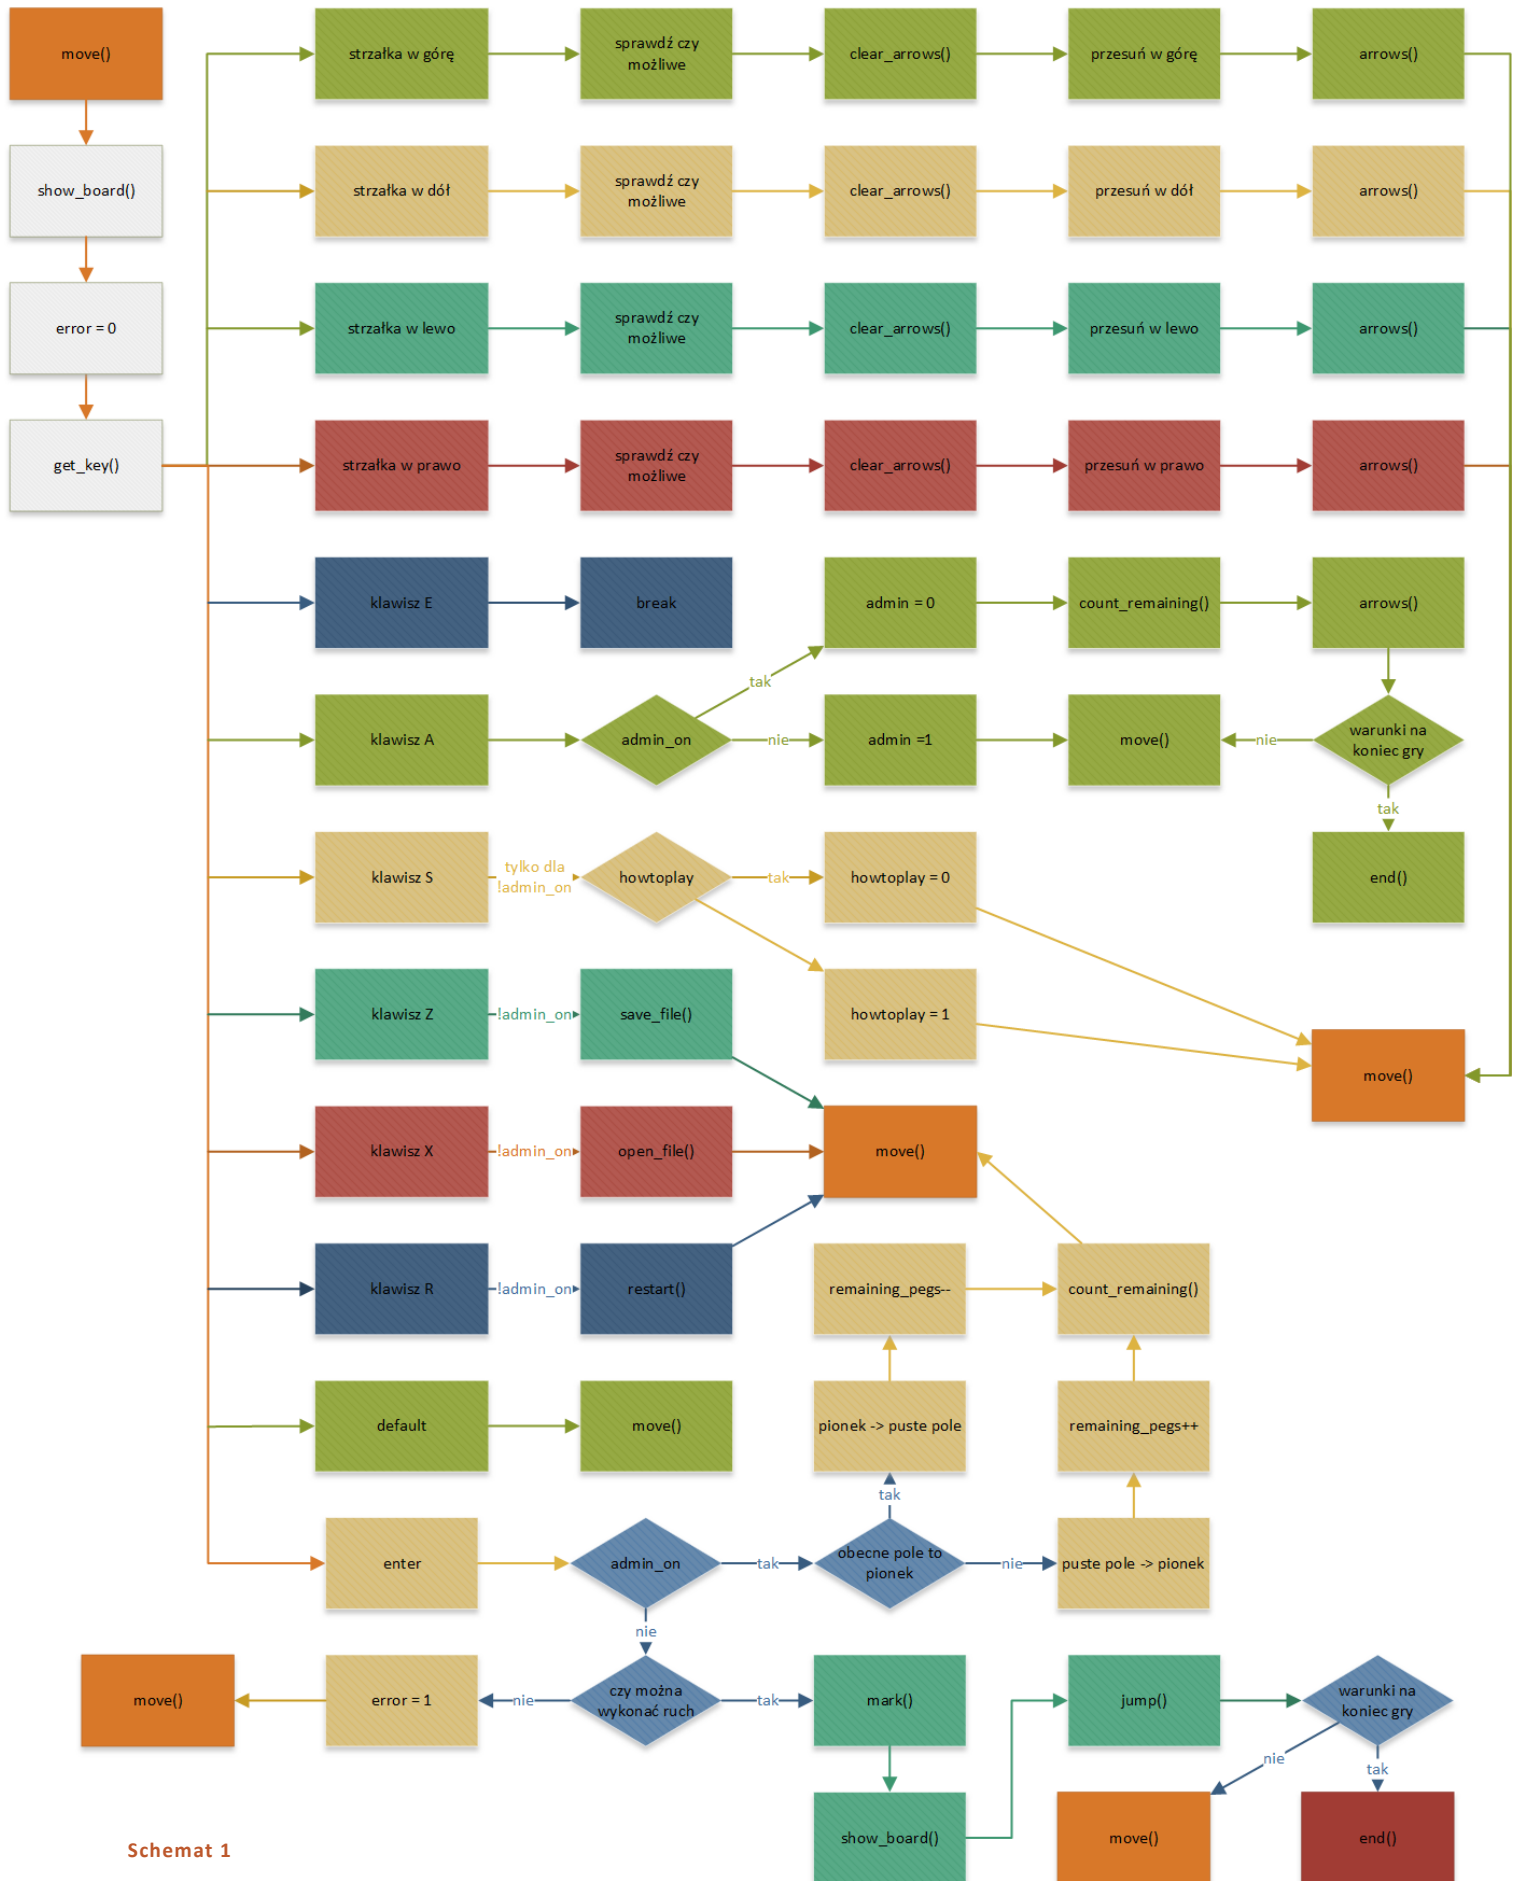 move()
strzałka w górę
sprawdź czy
możliwe
clear_arrows()
przesuń w górę
arrows()
show_board()
strzałka w dół
sprawdź czy
możliwe
clear_arrows()
przesuń w dół
arrows()
error = 0
strzałka w lewo
sprawdź czy
możliwe
clear_arrows()
przesuń w lewo
arrows()
get_key()
strzałka w prawo
sprawdź czy
możliwe
clear_arrows()
przesuń w prawo
arrows()
klawisz E
break
admin = 0
count_remaining()
arrows()
tak
klawisz A
admin_on
nie
admin =1
move()
nie
warunki na
koniec gry
tak
klawisz S
tylko dla
!admin_on
howtoplay
tak
howtoplay = 0
end()
klawisz Z
!admin_on
save_file()
howtoplay = 1
move()
klawisz X
!admin_on
open_file()
move()
klawisz R
!admin_on
restart()
remaining_pegs--
count_remaining()
default
move()
pionek -> puste pole
remaining_pegs++
tak
enter
admin_on
tak
obecne pole to
pionek
nie
puste pole -> pionek
nie
move()
error = 1
nie
czy można
wykonać ruch
tak
mark()
jump()
warunki na
koniec gry
nie
tak
show_board()
move()
end()
Schemat 1